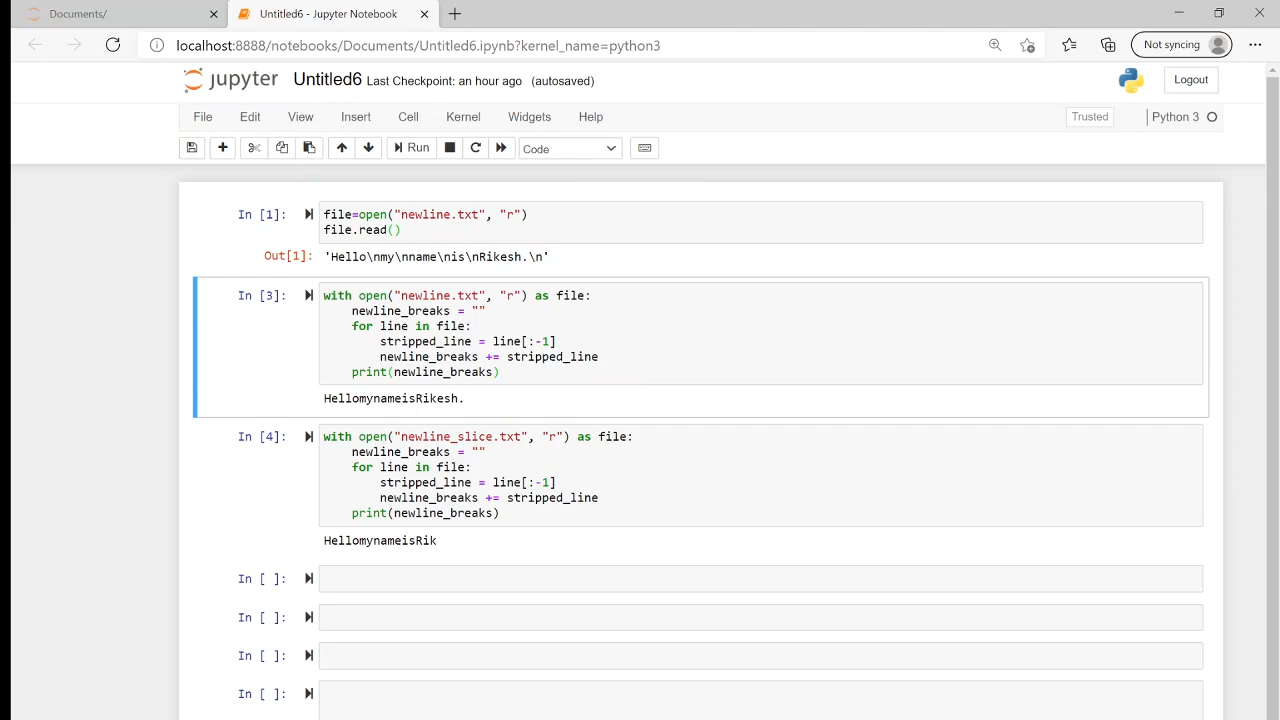 Documents/
Untitled6 - Jupyter Notebook
localhost:8888/notebooks/Documents/Untitled6.ipynb?kernel_name=python3
Not syncing
jupyter Untitled6 Last Checkpoint: an hour ago (autosaved)
Logout
File Edit View Insert Cell Kernel Widgets Help
Trusted
Python 3
Run
Code
In [1]:
file=open("newline.txt", "r")
file.read()
Out[1]: 'Hello\nmy\nname\nis\nRikesh.\n'
In [3]:
with open("newline.txt", "r") as file:
    newline_breaks = ""
    for line in file:
        stripped_line = line[:-1]
        newline_breaks += stripped_line
    print(newline_breaks)
HellomynameisRikesh.
In [4]:
with open("newline_slice.txt", "r") as file:
    newline_breaks = ""
    for line in file:
        stripped_line = line[:-1]
        newline_breaks += stripped_line
    print(newline_breaks)
HellomynameisRik
In [ ]:
In [ ]:
In [ ]:
In [ ]: